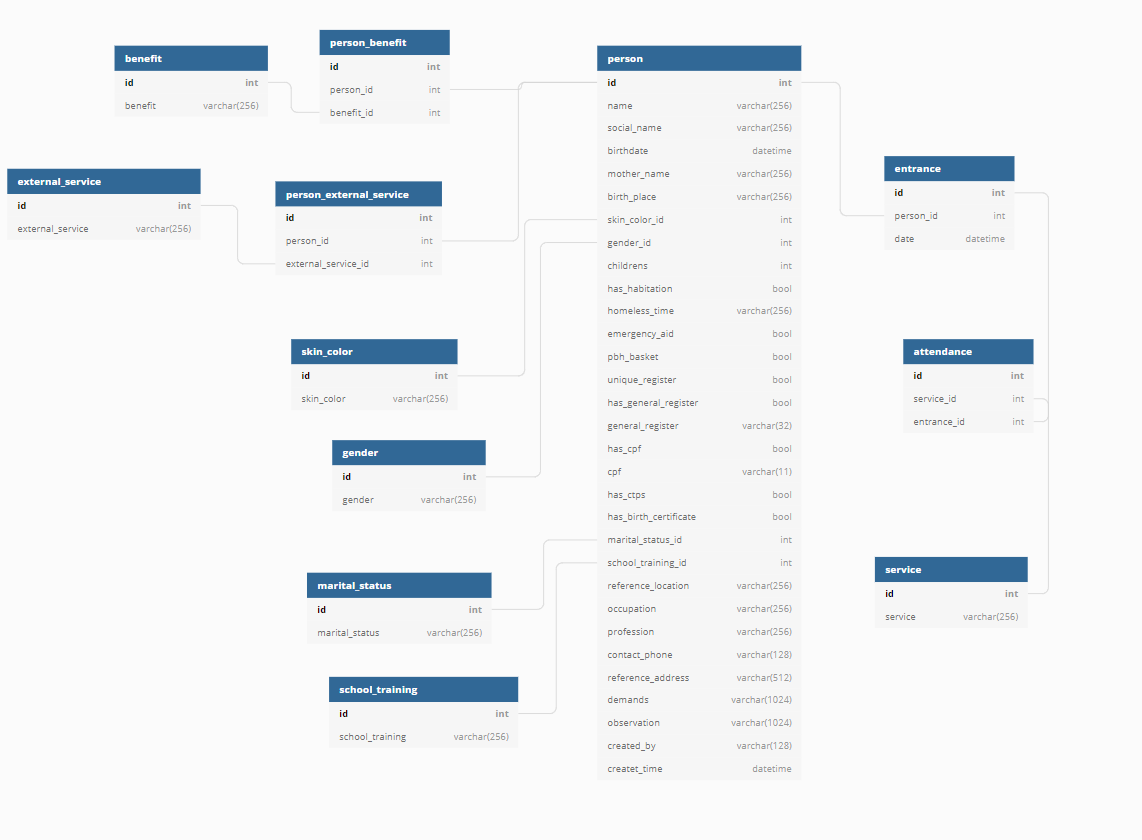 benefit
id int
benefit varchar(256)
person_benefit
id int
person_id int
benefit_id int
external_service
id int
external_service varchar(256)
person_external_service
id int
person_id int
external_service_id int
skin_color
id int
skin_color varchar(256)
gender
id int
gender varchar(256)
marital_status
id int
marital_status varchar(256)
school_training
id int
school_training varchar(256)
person
id int
name varchar(256)
social_name varchar(256)
birthdate datetime
mother_name varchar(256)
birth_place varchar(256)
skin_color_id int
gender_id int
childrens int
has_habitation bool
homeless_time varchar(256)
emergency_aid bool
pbh_basket bool
unique_register bool
has_general_register bool
general_register varchar(32)
has_cpf bool
cpf varchar(11)
has_ctps bool
has_birth_certificate bool
marital_status_id int
school_training_id int
reference_location varchar(256)
occupation varchar(256)
profession varchar(256)
contact_phone varchar(128)
reference_address varchar(512)
demands varchar(1024)
observation varchar(1024)
created_by varchar(128)
createt_time datetime
entrance
id int
person_id int
date datetime
attendance
id int
service_id int
entrance_id int
service
id int
service varchar(256)